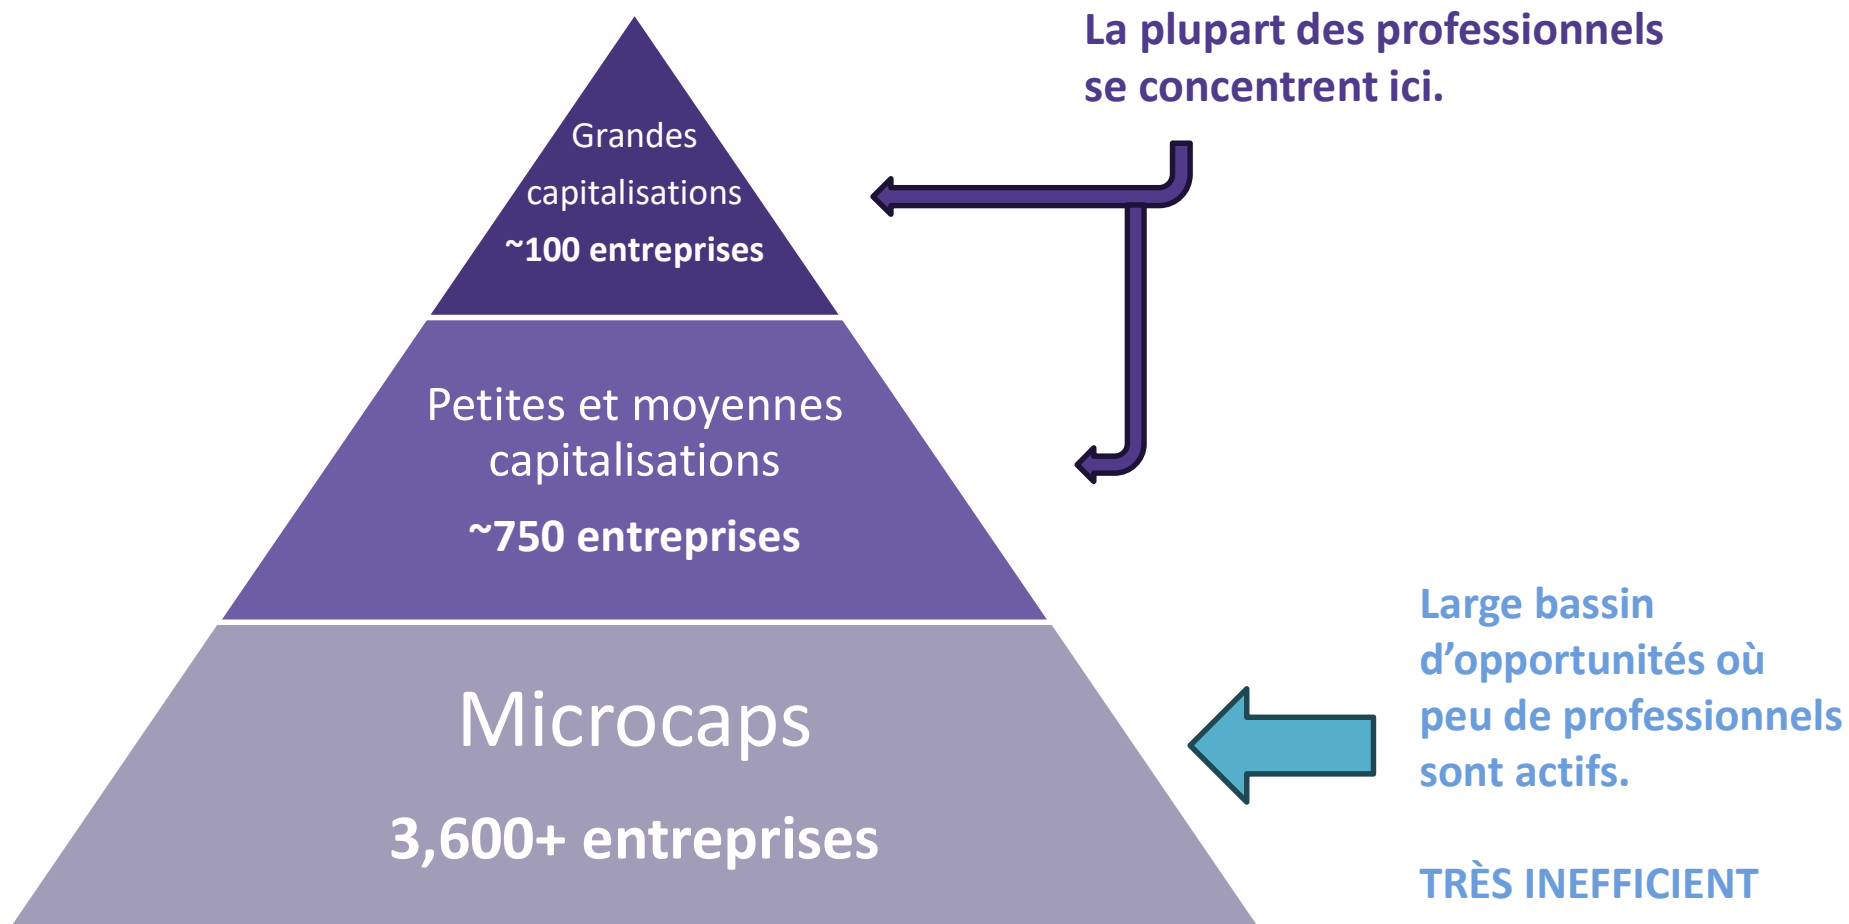 La plupart des professionnels
se concentrent ici.
Grandes
capitalisations
~100 entreprises
Petites et moyennes
capitalisations
~750 entreprises
Microcaps
3,600+ entreprises
Large bassin
d’opportunités où
peu de professionnels
sont actifs.
TRÈS INEFFICIENT